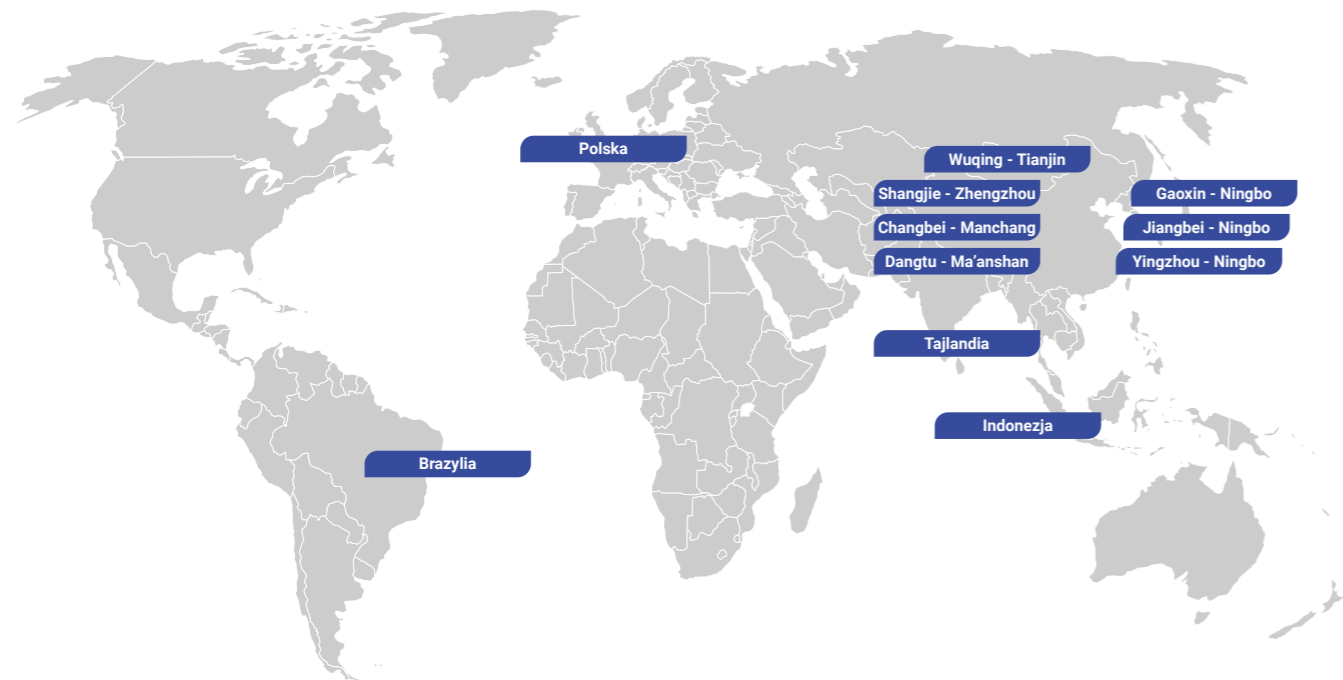 Polska
Wuqing - Tianjin
Shangjie - Zhengzhou
Gaoxin - Ningbo
Changbei - Manchang
Jiangbei - Ningbo
Dangtu - Ma’anshan
Yingzhou - Ningbo
Tajlandia
Indonezja
Brazylia